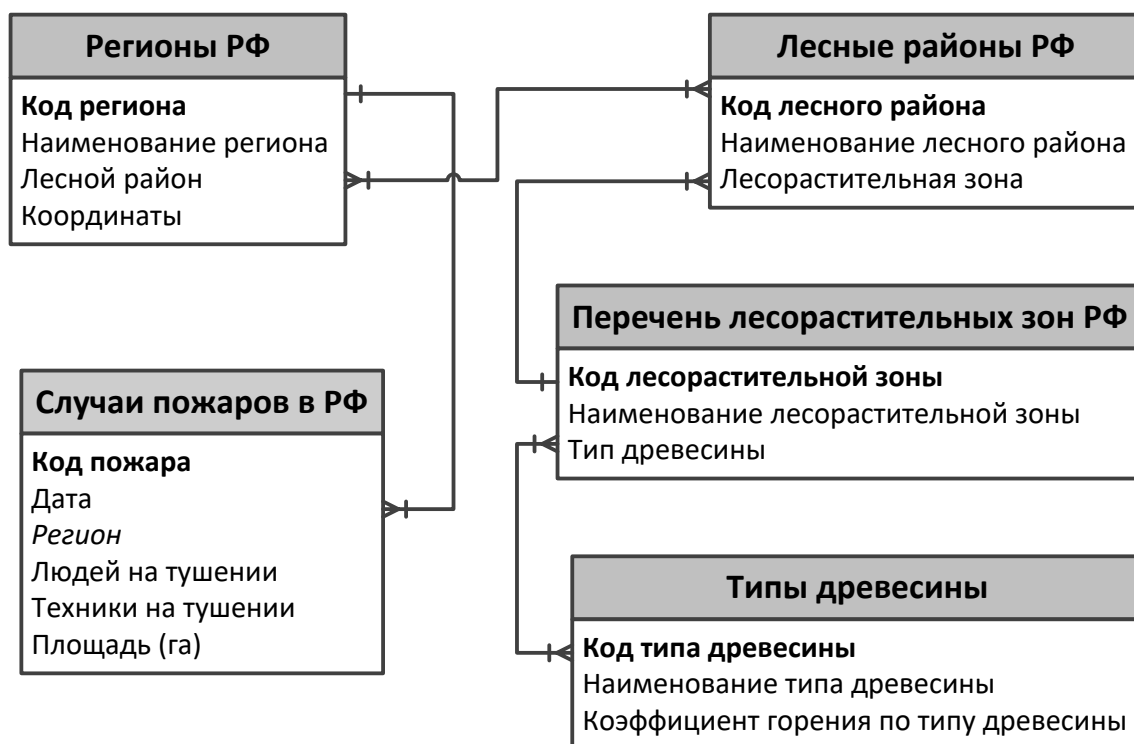 Регионы РФ
Код региона
Наименование региона
Лесной район
Координаты
Лесные районы РФ
Код лесного района
Наименование лесного района
Лесорастительная зона
Перечень лесорастительных зон РФ
Код лесорастительной зоны
Наименование лесорастительной зоны
Тип древесины
Случаи пожаров в РФ
Код пожара
Дата
Регион
Людей на тушении
Техники на тушении
Площадь (га)
Типы древесины
Код типа древесины
Наименование типа древесины
Коэффициент горения по типу древесины